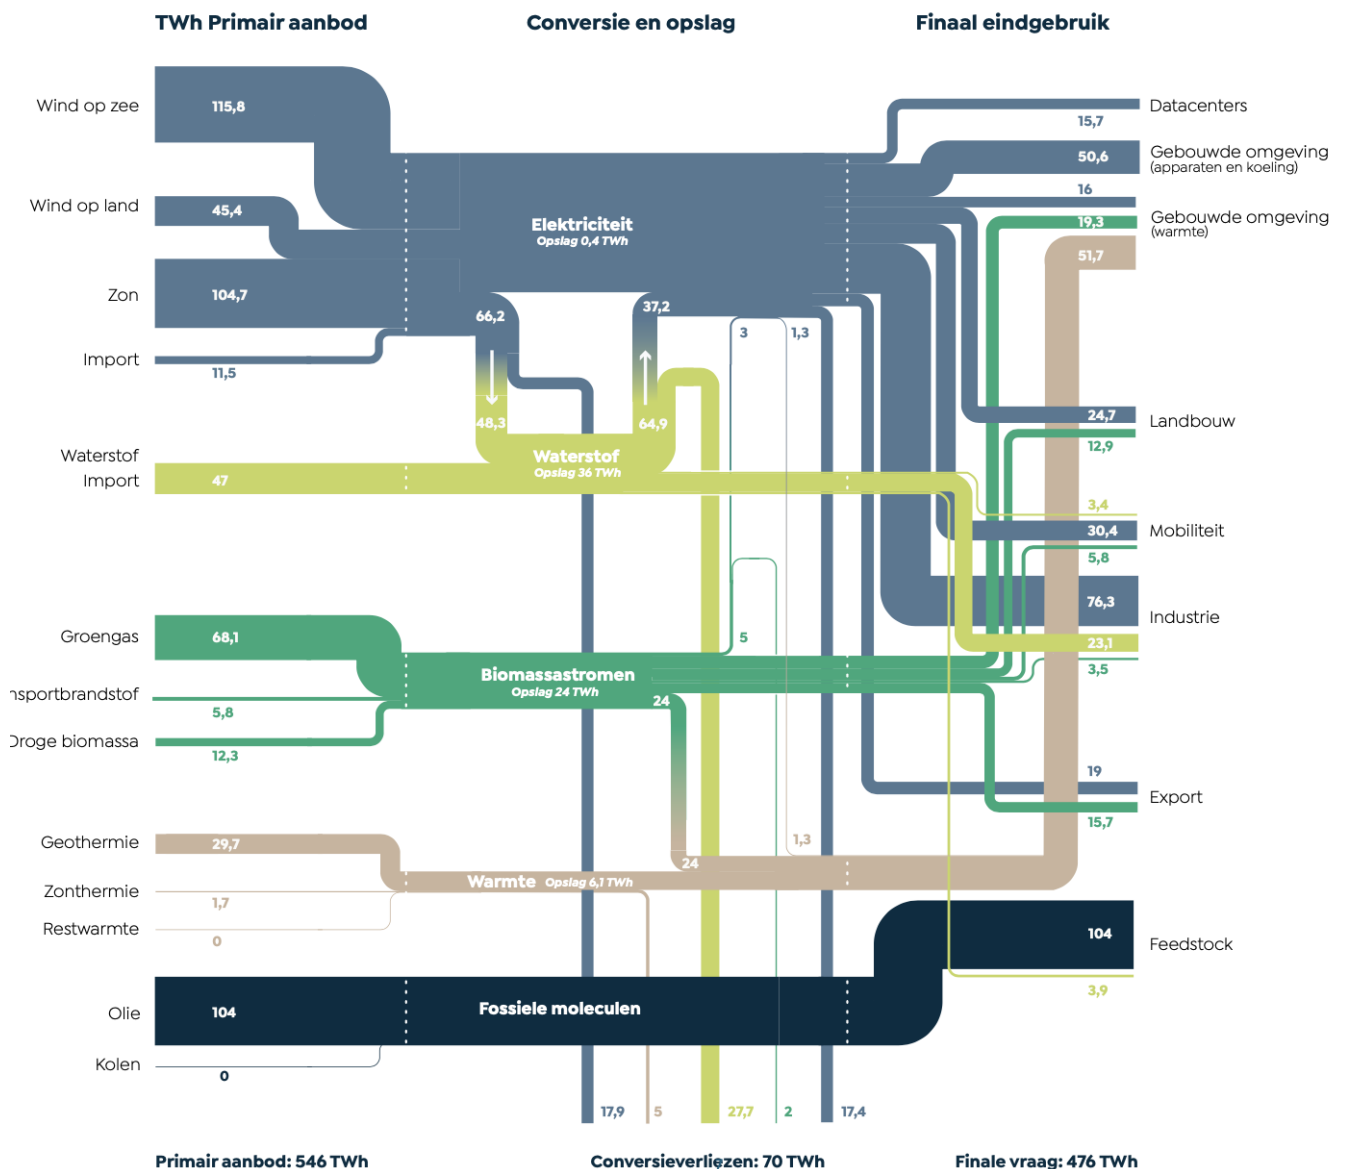 TWh Primair aanbod
Conversie en opslag
Finaal eindgebruik
Wind op zee
115,8
Datacenters
15,7
50,6
Gebouwde omgeving
(apparaten en koeling)
16
Wind op land
45,4
Elektriciteit
Opslag 0,4 TWh
19,3
Gebouwde omgeving
(warmte)
51,7
Zon
104,7
66,2
37,2
3
1,3
Import
11,5
48,3
64,9
24,7
Landbouw
12,9
Waterstof
Import
47
Waterstof
Opslag 36 TWh
3,4
30,4
Mobiliteit
5,8
76,3
Industrie
23,1
3,5
Groengas
68,1
5
Biomassastromen
Opslag 24 TWh
24
nsportbrandstof
5,8
Droge biomassa
12,3
19
Export
15,7
Geothermie
29,7
1,3
24
Warmte Opslag 6,1 TWh
Zonthermie
1,7
Restwarmte
0
104
Feedstock
3,9
Olie
104
Fossiele moleculen
Kolen
0
17,9
5
27,7
2
17,4
Primair aanbod: 546 TWh
Conversieverliezen: 70 TWh
Finale vraag: 476 TWh